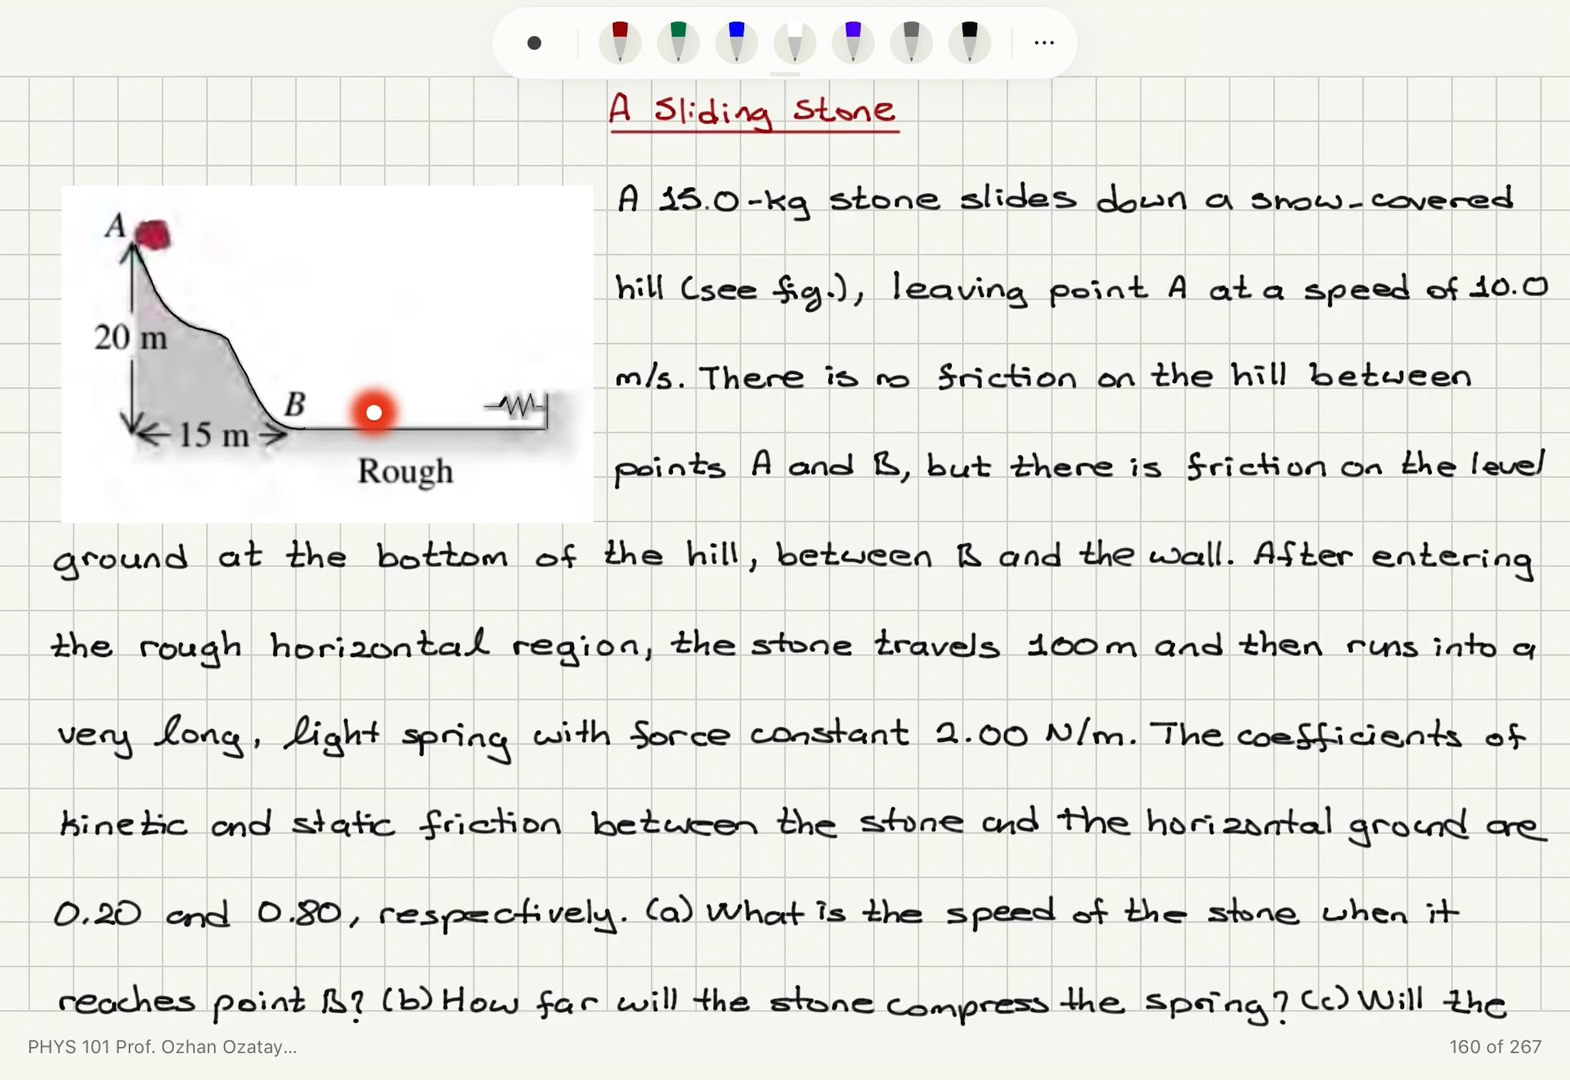 A Sliding Stone
A 15.0-kg stone slides down a snow-covered
hill (see fig.), leaving point A at a speed of 10.0
m/s. There is no friction on the hill between
points A and B, but there is friction on the level
ground at the bottom of the hill, between B and the wall. After entering
the rough horizontal region, the stone travels 100m and then runs into a
very long, light spring with force constant 2.00 N/m. The coefficients of
kinetic and static friction between the stone and the horizontal ground are
0.20 and 0.80, respectively. (a) What is the speed of the stone when it
reaches point B? (b) How far will the stone compress the spring? (c) Will the
A
20 m
B
15 m
Rough
PHYS 101 Prof. Ozhan Ozatay...
160 of 267